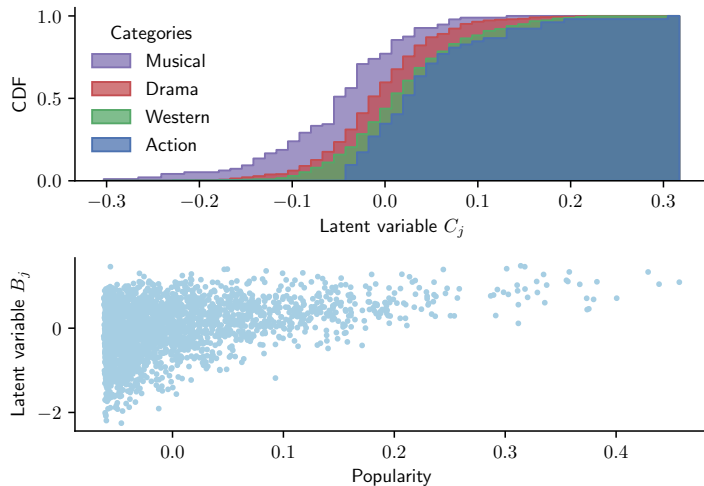 1.0
0.5
0.0
CDF
Categories
Musical
Drama
Western
Action
−0.3 −0.2 −0.1 0.0 0.1 0.2 0.3
Latent variable C_j
Latent variable B_j
0
−2
0.0 0.1 0.2 0.3 0.4
Popularity